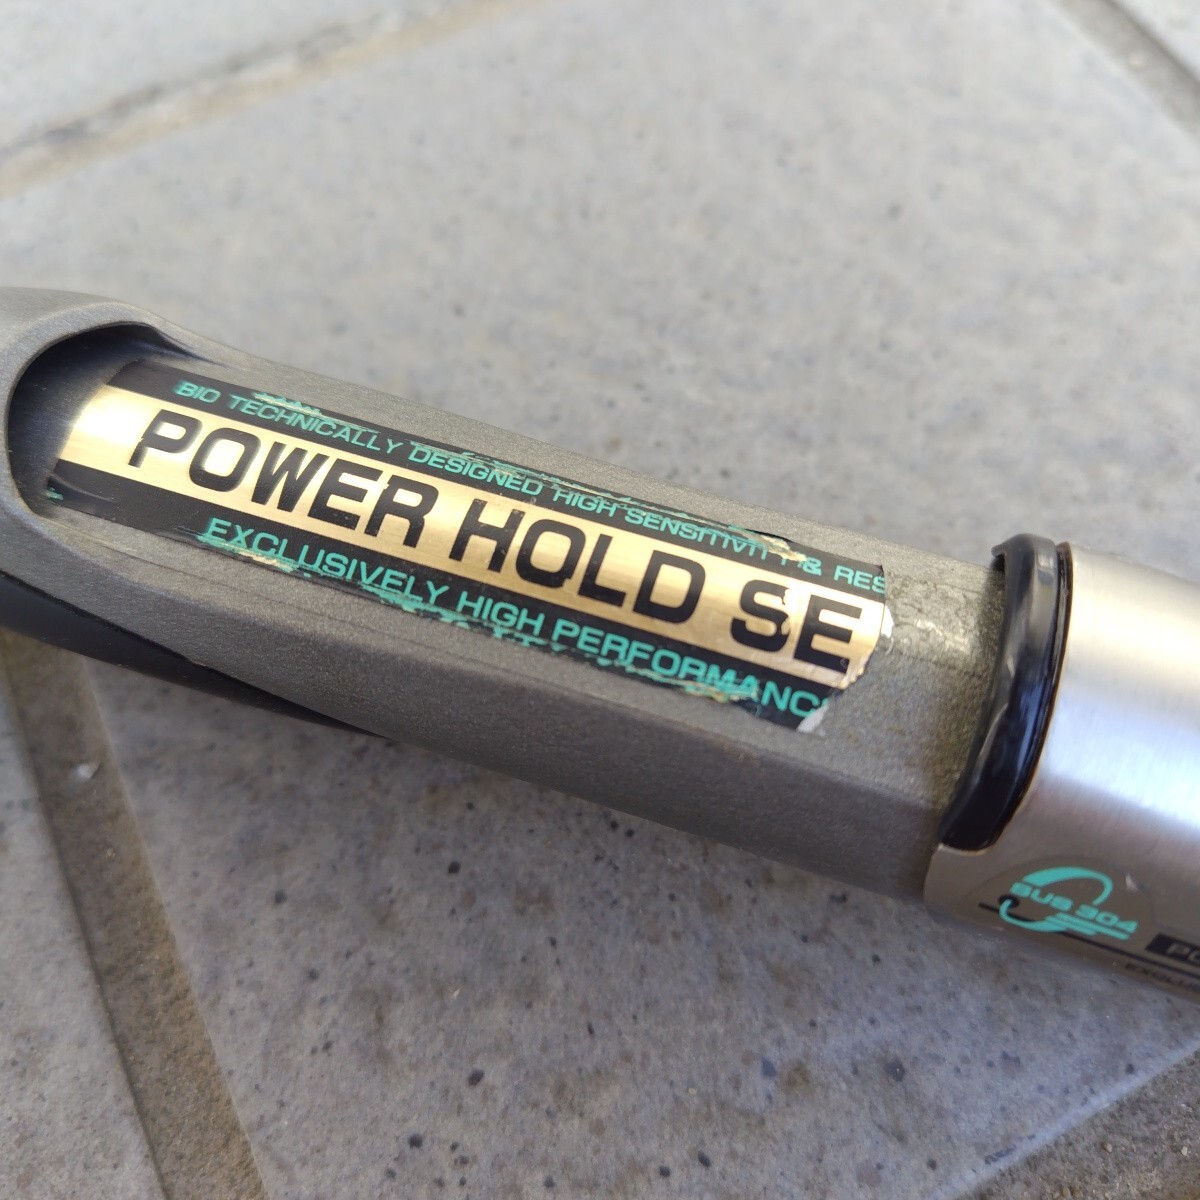 BIO TECHNICALLY DESIGNED HIGH SENSITIVITY & RES
POWER HOLD SE
EXCLUSIVELY HIGH PERFORMANC
SUS 304